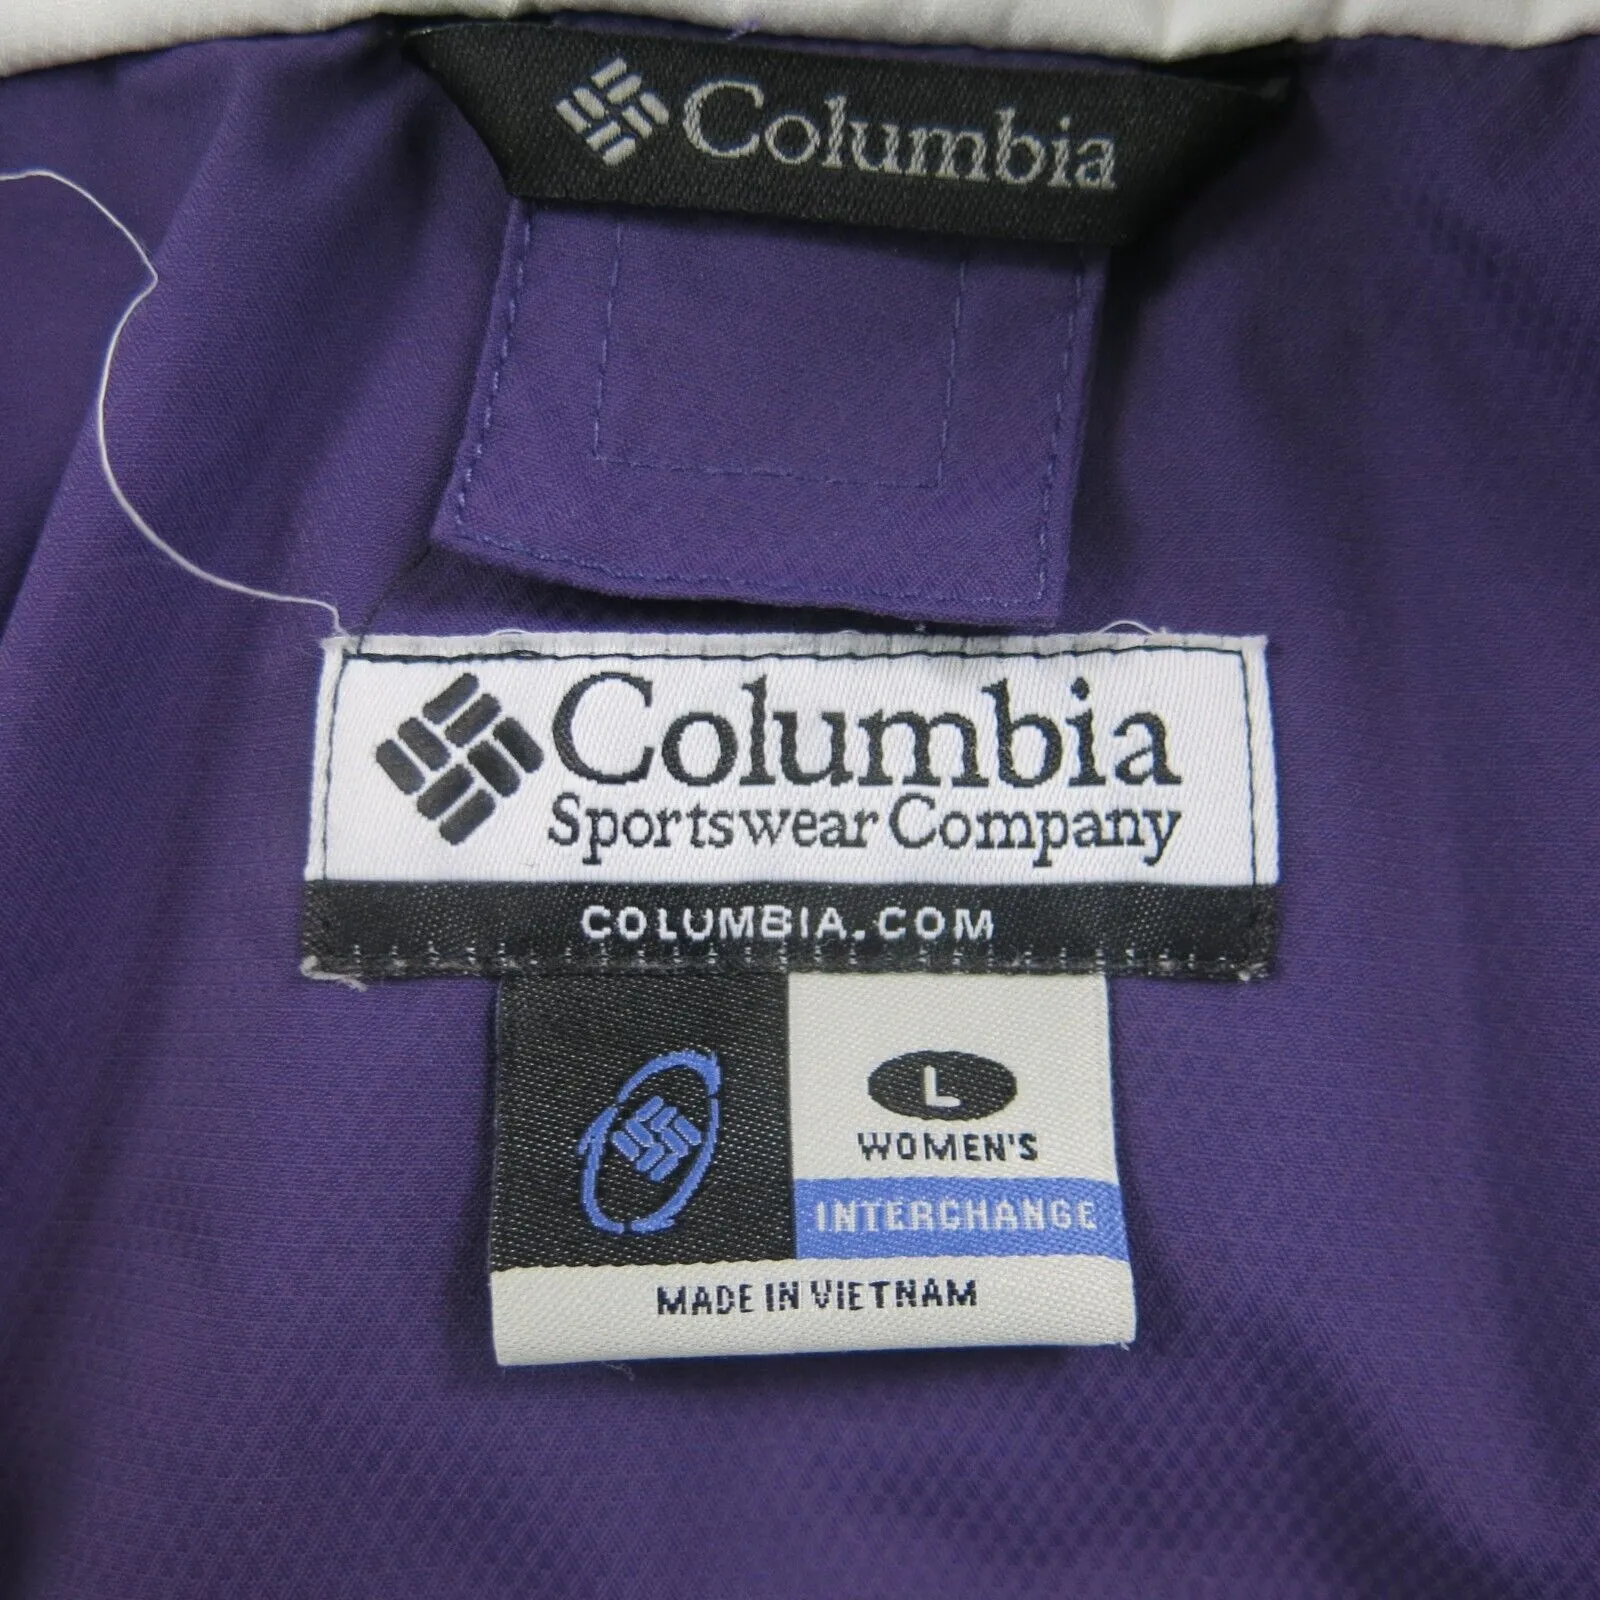 Columbia
Columbia
Sportswear Company
COLUMBIA.COM
L
WOMEN'S
INTERCHANGE
MADE IN VIETNAM